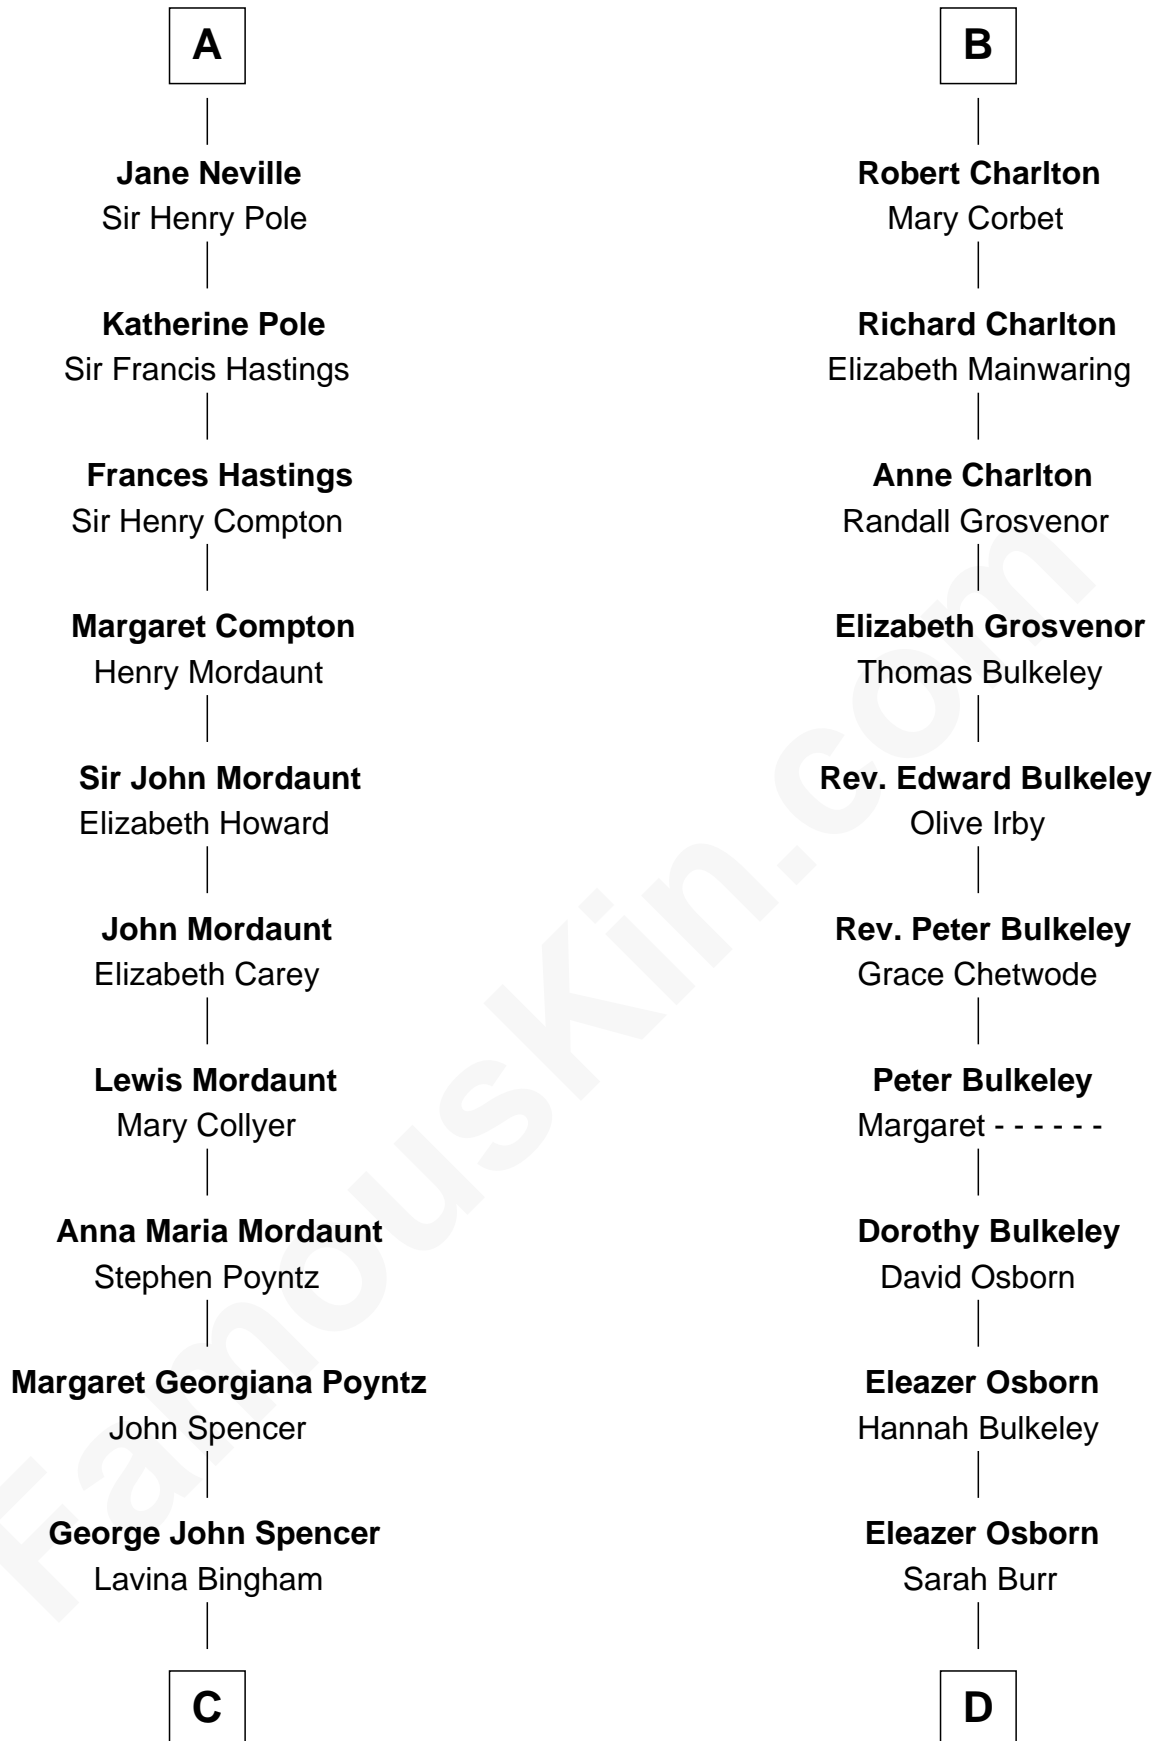 A
Jane Neville
Sir Henry Pole
Katherine Pole
Sir Francis Hastings
Frances Hastings
Sir Henry Compton
Margaret Compton
Henry Mordaunt
Sir John Mordaunt
Elizabeth Howard
John Mordaunt
Elizabeth Carey
Lewis Mordaunt
Mary Collyer
Anna Maria Mordaunt
Stephen Poyntz
Margaret Georgiana Poyntz
John Spencer
George John Spencer
Lavina Bingham
C
B
Robert Charlton
Mary Corbet
Richard Charlton
Elizabeth Mainwaring
Anne Charlton
Randall Grosvenor
Elizabeth Grosvenor
Thomas Bulkeley
Rev. Edward Bulkeley
Olive Irby
Rev. Peter Bulkeley
Grace Chetwode
Peter Bulkeley
Margaret - - - - - -
Dorothy Bulkeley
David Osborn
Eleazer Osborn
Hannah Bulkeley
Eleazer Osborn
Sarah Burr
D
FamousKin.com